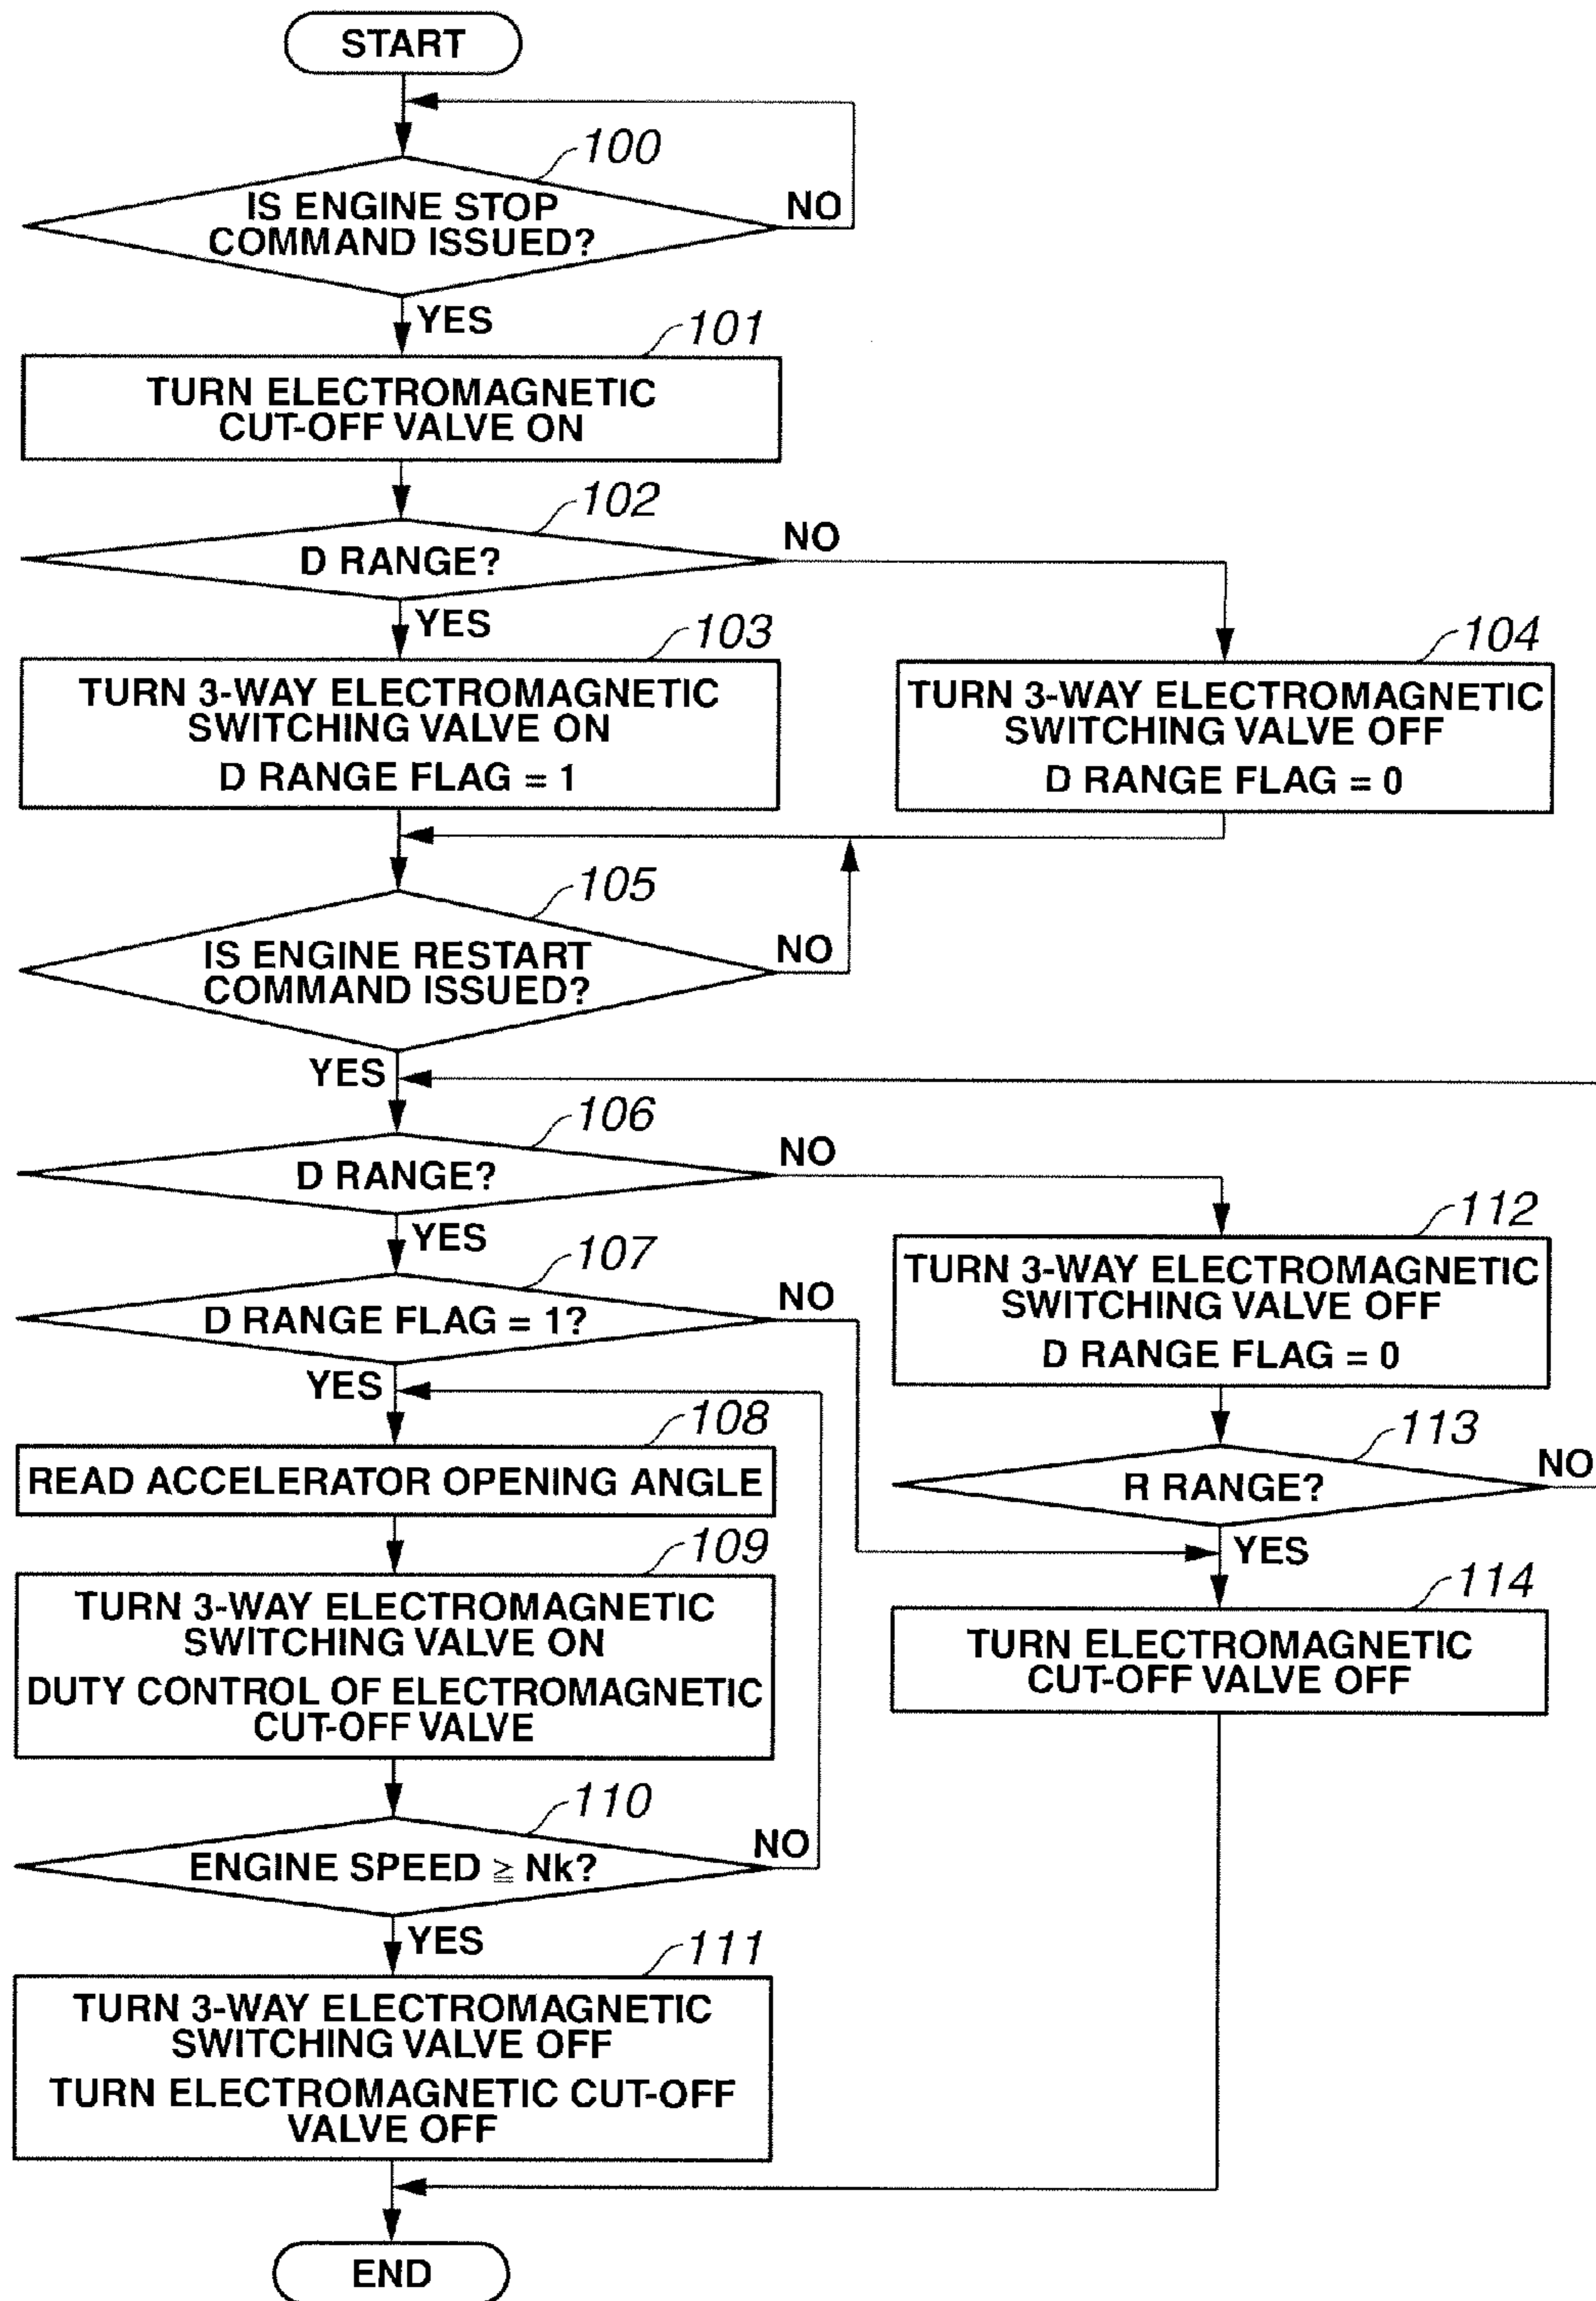 START
100
IS ENGINE STOP
COMMAND ISSUED?
NO
YES
101
TURN ELECTROMAGNETIC
CUT-OFF VALVE ON
102
D RANGE?
NO
YES
103
TURN 3-WAY ELECTROMAGNETIC
SWITCHING VALVE ON
D RANGE FLAG = 1
104
TURN 3-WAY ELECTROMAGNETIC
SWITCHING VALVE OFF
D RANGE FLAG = 0
105
IS ENGINE RESTART
COMMAND ISSUED?
NO
YES
106
D RANGE?
NO
YES
107
D RANGE FLAG = 1?
NO
YES
108
READ ACCELERATOR OPENING ANGLE
109
TURN 3-WAY ELECTROMAGNETIC
SWITCHING VALVE ON
DUTY CONTROL OF ELECTROMAGNETIC
CUT-OFF VALVE
110
ENGINE SPEED ≧ Nk?
NO
YES
111
TURN 3-WAY ELECTROMAGNETIC
SWITCHING VALVE OFF
TURN ELECTROMAGNETIC CUT-OFF
VALVE OFF
112
TURN 3-WAY ELECTROMAGNETIC
SWITCHING VALVE OFF
D RANGE FLAG = 0
113
R RANGE?
NO
YES
114
TURN ELECTROMAGNETIC
CUT-OFF VALVE OFF
END